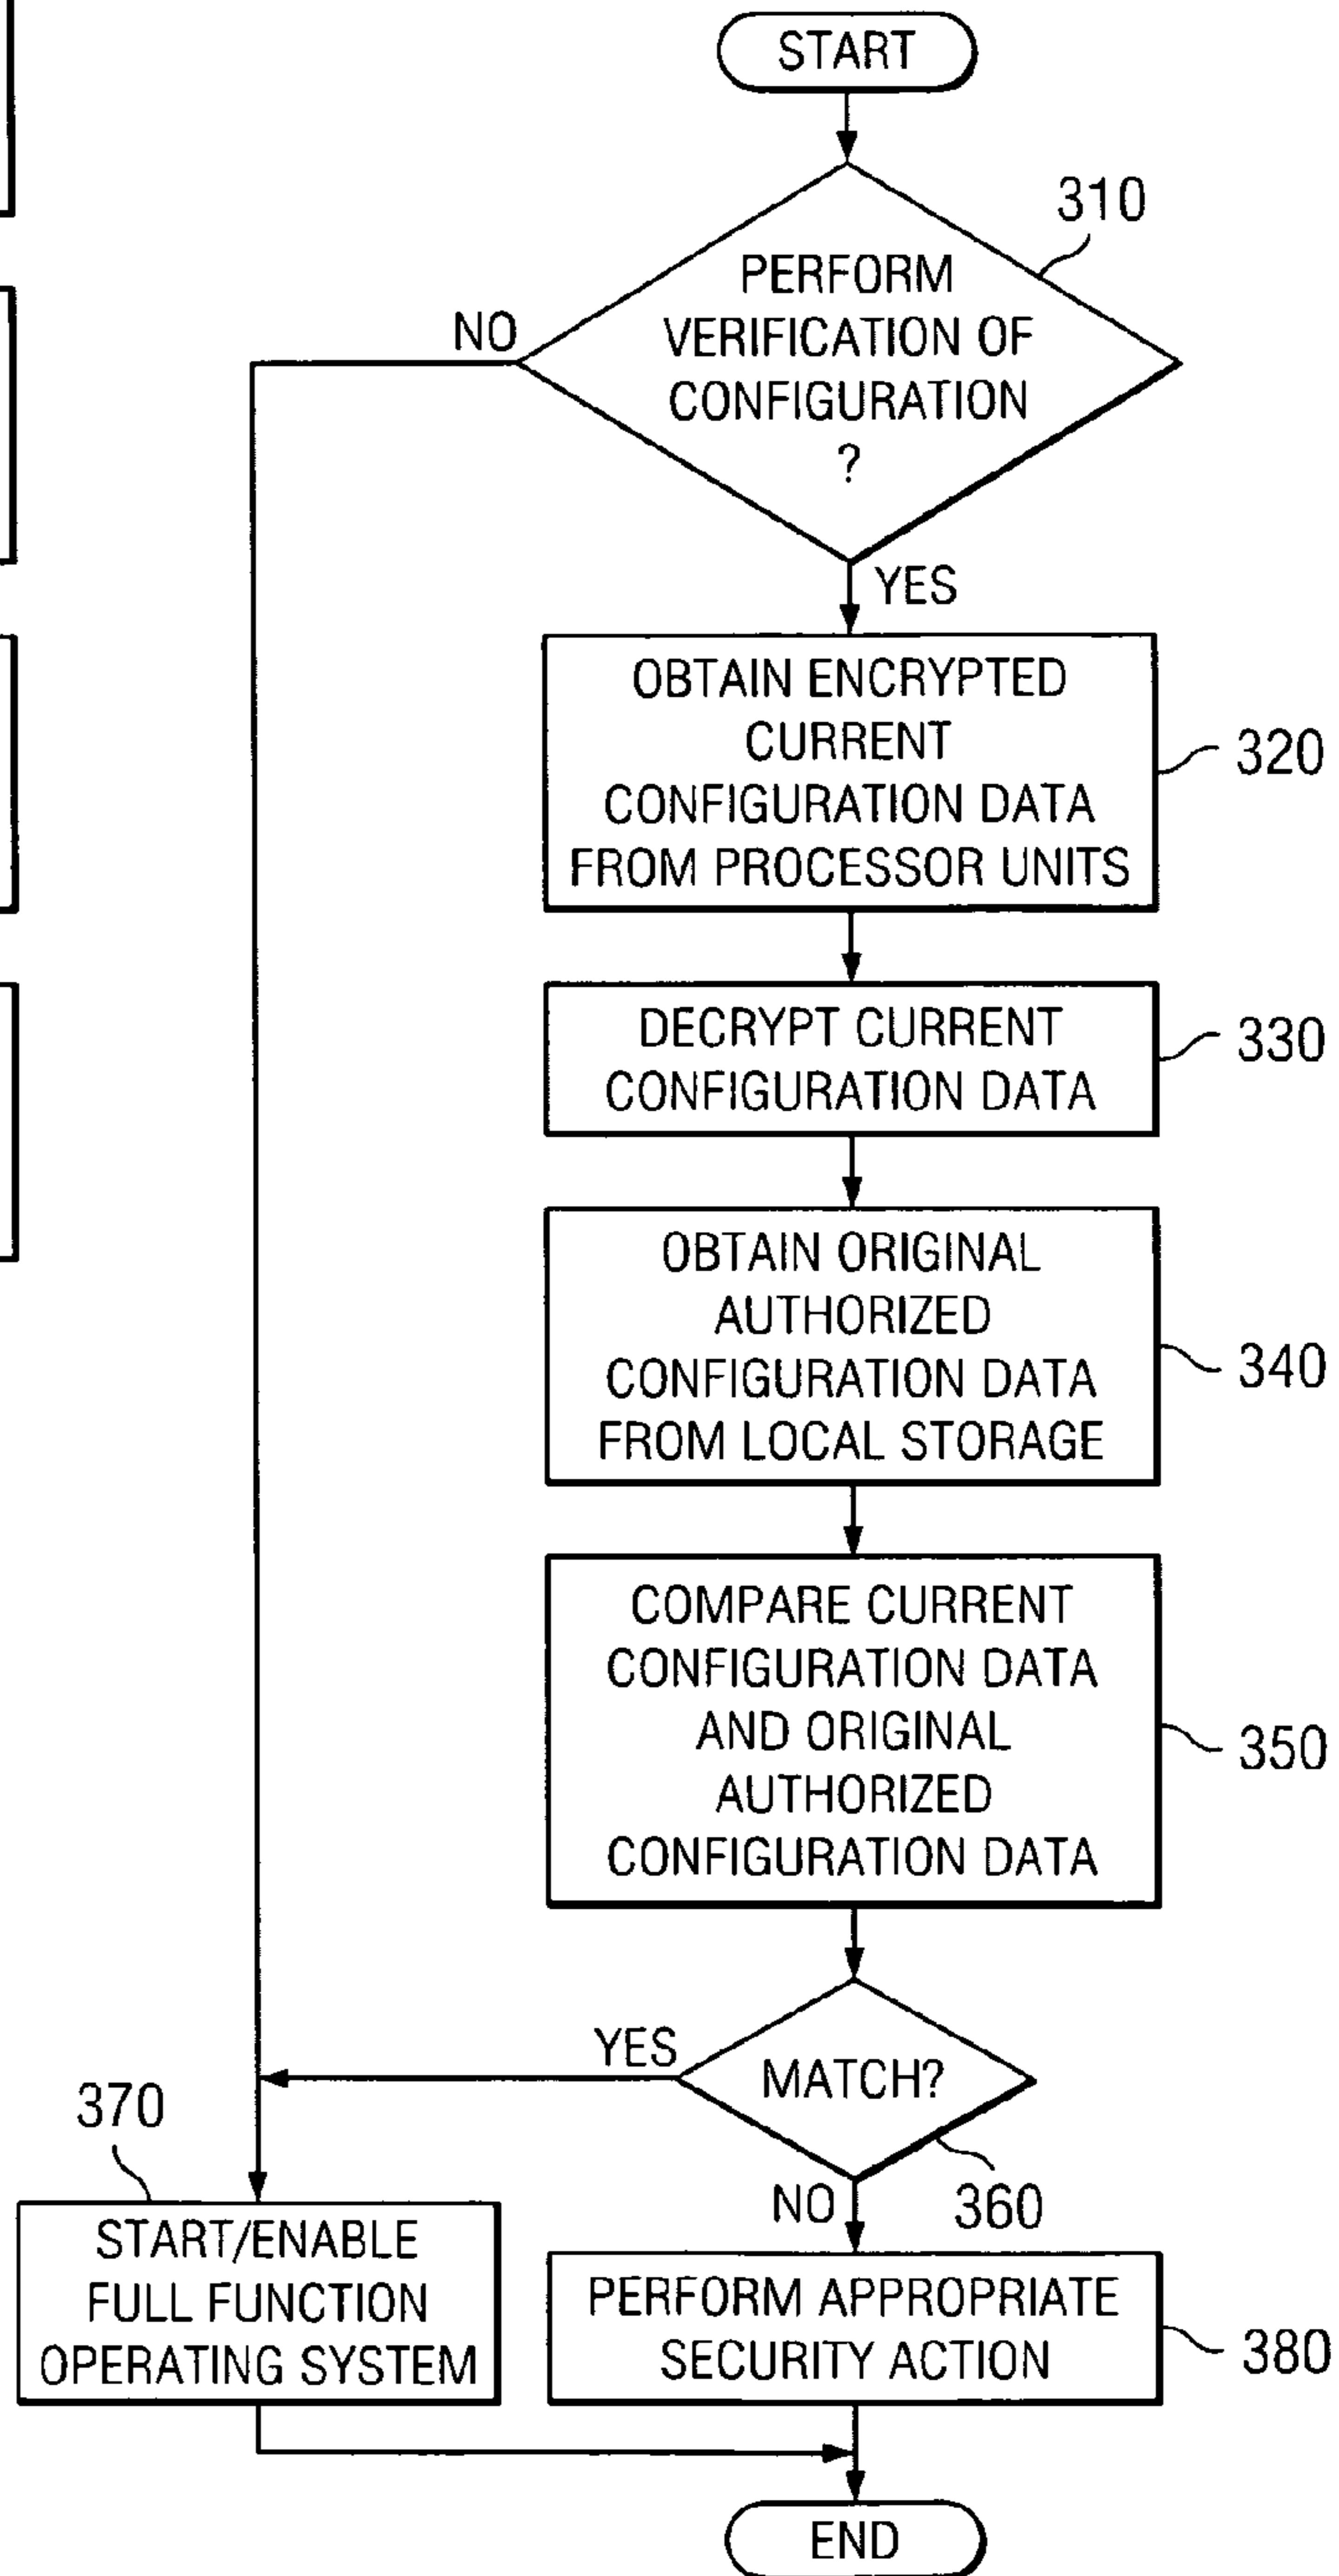 START
310
PERFORM
VERIFICATION OF
CONFIGURATION
?
NO
YES
OBTAIN ENCRYPTED
CURRENT
CONFIGURATION DATA
FROM PROCESSOR UNITS
320
DECRYPT CURRENT
CONFIGURATION DATA
330
OBTAIN ORIGINAL
AUTHORIZED
CONFIGURATION DATA
FROM LOCAL STORAGE
340
COMPARE CURRENT
CONFIGURATION DATA
AND ORIGINAL
AUTHORIZED
CONFIGURATION DATA
350
YES
MATCH?
360
NO
370
START/ENABLE
FULL FUNCTION
OPERATING SYSTEM
PERFORM APPROPRIATE
SECURITY ACTION
380
END